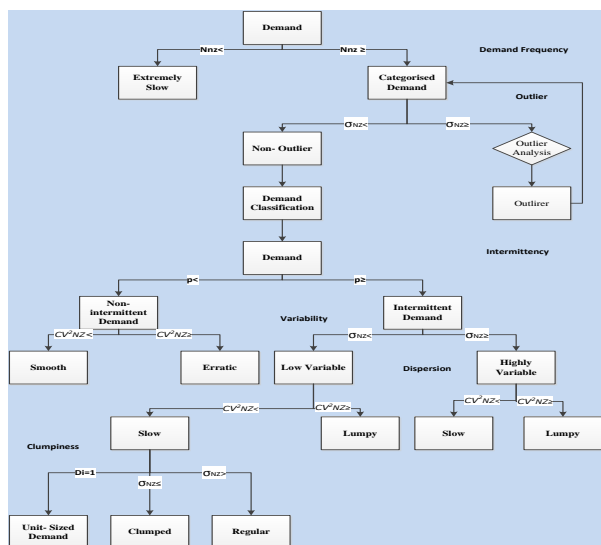 Demand
Nnz<
Nnz ≥
Demand Frequency
Extremely
Slow
Categorised
Demand
Outlier
σNZ<
σNZ≥
Non- Outlier
Outlier
Analysis
Demand
Classification
Outlirer
Demand
Intermittency
p<
p≥
Non-
intermittent
Demand
Intermittent
Demand
Variability
CV²NZ<
CV²NZ≥
σNZ<
σNZ≥
Smooth
Erratic
Low Variable
Dispersion
Highly
Variable
CV²NZ<
CV²NZ≥
CV²NZ<
CV²NZ≥
Slow
Lumpy
Slow
Lumpy
Clumpiness
Di=1
σNZ≤
σNZ>
Unit- Sized
Demand
Clumped
Regular